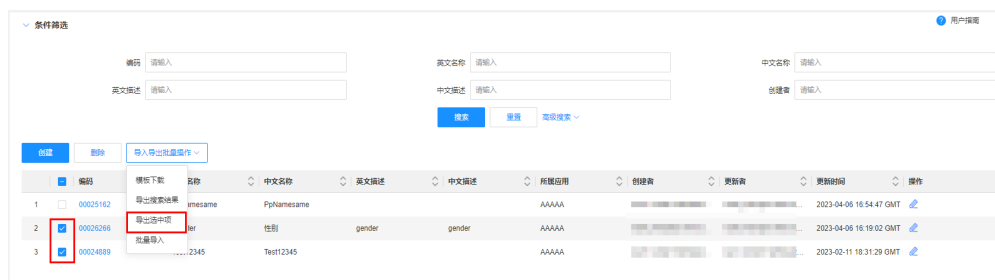 条件筛选 ? 用户指南
编码 请输入 英文名称 请输入 中文名称 请输入
英文描述 请输入 中文描述 请输入 创建者 请输入
搜索 重置 高级搜索
创建 删除 导入导出批量操作
编码 名称 中文名称 英文描述 中文描述 所属应用 创建者 更新者 更新时间 操作
模板下载
导出搜索结果
导出选中项
批量导入
1 00025162 mesame PpNamesame AAAAA 2023-04-06 16:54:47 GMT
2 00026266 der 性别 gender gender AAAAA 2023-04-06 16:19:02 GMT
3 00024889 12345 Test12345 AAAAA 2023-02-11 18:31:29 GMT